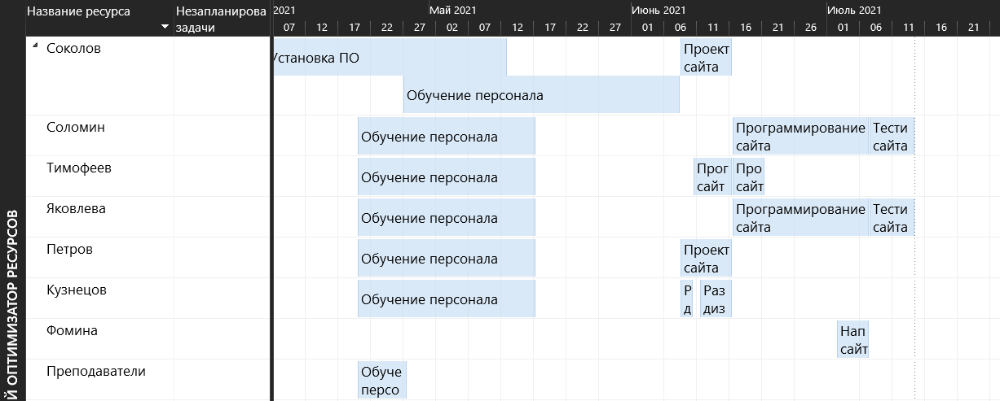 Название ресурса
Незапланирова
задачи
2021
Май 2021
Июнь 2021
Июль 2021
07 12 17 22 27 02 07 12 17 22 27 01 06 11 16 21 26 01 06 11 16 21
Й ОПТИМИЗАТОР РЕСУРСОВ
Соколов
Установка ПО
Проект
сайта
Обучение персонала
Соломин
Обучение персонала
Программирование
сайта
Тести
сайта
Тимофеев
Обучение персонала
Прог
сайт
Про
сайт
Яковлева
Обучение персонала
Программирование
сайта
Тести
сайта
Петров
Обучение персонала
Проект
сайта
Кузнецов
Обучение персонала
Р
д
Раз
диз
Фомина
Нап
сайт
Преподаватели
Обуче
персо